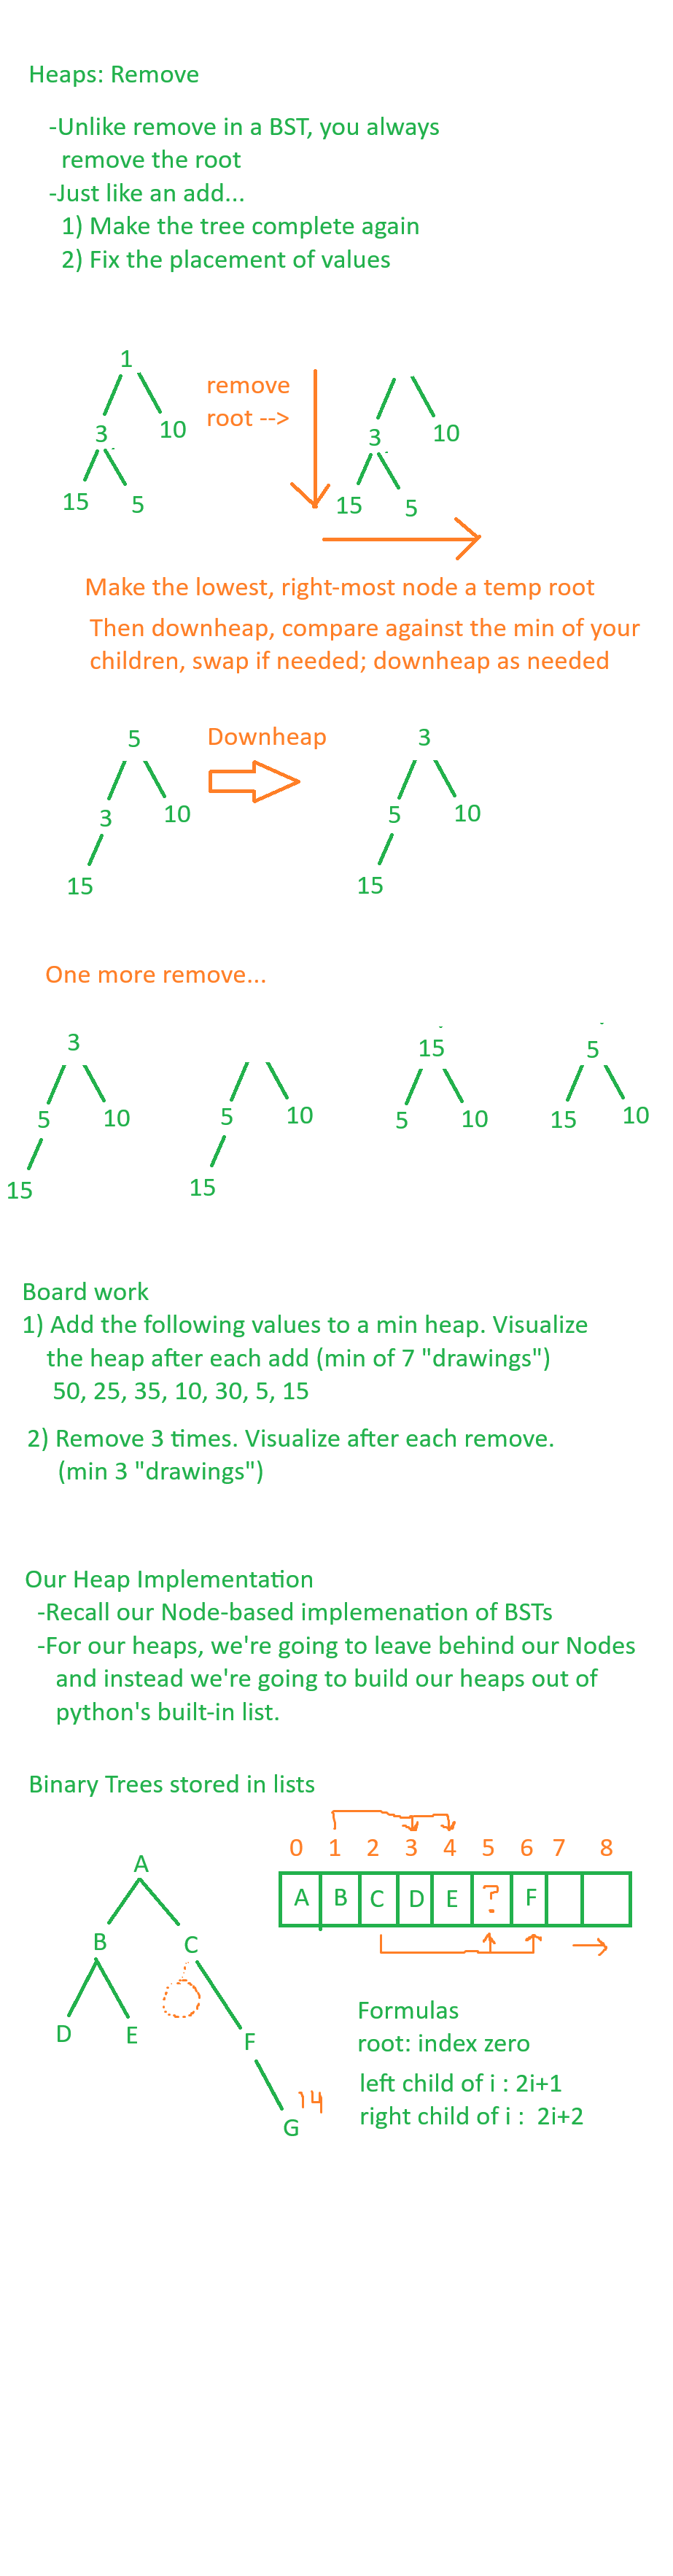 Heaps: Remove
-Unlike remove in a BST, you always
remove the root
-Just like an add...
1) Make the tree complete again
2) Fix the placement of values
1
remove
root -->
3
10
3
10
15
5
15
5
Make the lowest, right-most node a temp root
Then downheap, compare against the min of your
children, swap if needed; downheap as needed
5
Downheap
3
3
10
5
10
15
15
One more remove...
3
15
5
5
10
5
10
5
10
15
10
15
15
Board work
1) Add the following values to a min heap. Visualize
the heap after each add (min of 7 "drawings")
50, 25, 35, 10, 30, 5, 15
2) Remove 3 times. Visualize after each remove.
(min 3 "drawings")
Our Heap Implementation
-Recall our Node-based implemenation of BSTs
-For our heaps, we're going to leave behind our Nodes
and instead we're going to build our heaps out of
python's built-in list.
Binary Trees stored in lists
0 1 2 3 4 5 6 7 8
A
A B C D E ? F
B
C
D
E
F
G
14
Formulas
root: index zero
left child of i : 2i+1
right child of i : 2i+2